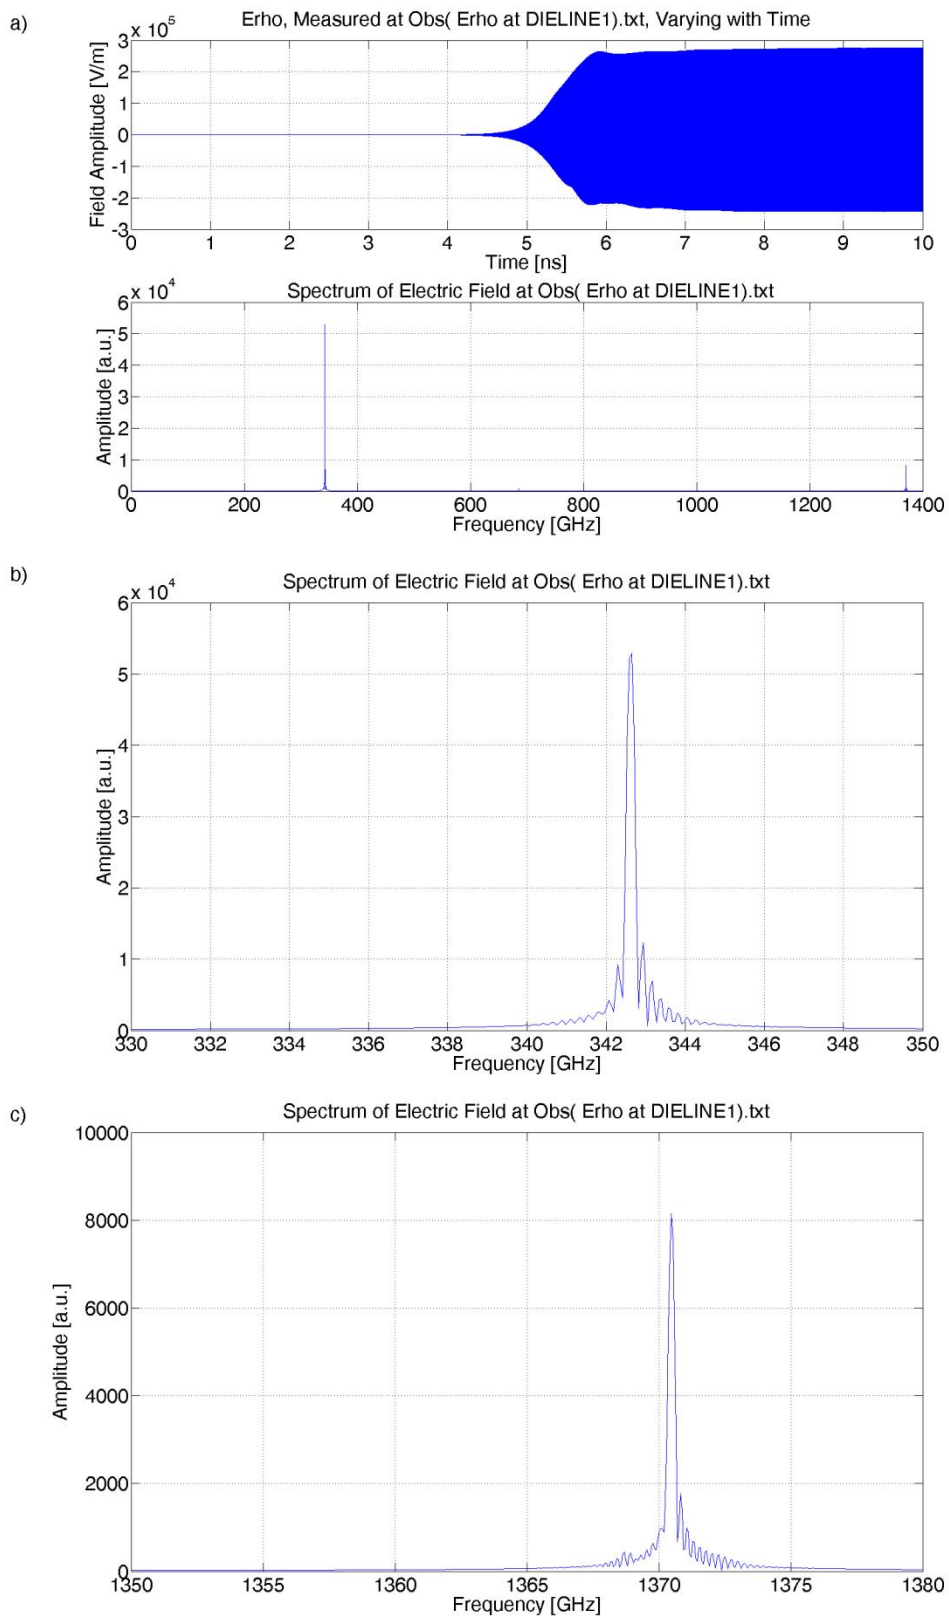 a)
Erho, Measured at Obs( Erho at DIELINE1).txt, Varying with Time
x 10^5
Field Amplitude [V/m]
3
2
1
0
-1
-2
-3
0 1 2 3 4 5 6 7 8 9 10
Time [ns]
Spectrum of Electric Field at Obs( Erho at DIELINE1).txt
x 10^4
Amplitude [a.u.]
6
5
4
3
2
1
0
0 200 400 600 800 1000 1200 1400
Frequency [GHz]
b)
Spectrum of Electric Field at Obs( Erho at DIELINE1).txt
x 10^4
Amplitude [a.u.]
6
5
4
3
2
1
0
330 332 334 336 338 340 342 344 346 348 350
Frequency [GHz]
c)
Spectrum of Electric Field at Obs( Erho at DIELINE1).txt
Amplitude [a.u.]
10000
8000
6000
4000
2000
0
1350 1355 1360 1365 1370 1375 1380
Frequency [GHz]